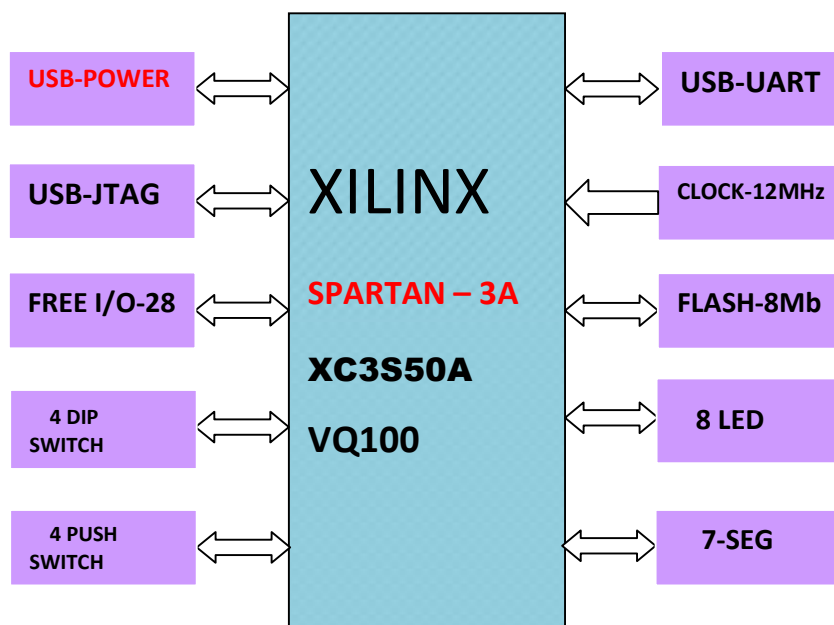 USB-POWER
USB-JTAG
FREE I/O-28
4 DIP
SWITCH
4 PUSH
SWITCH
XILINX
SPARTAN – 3A
XC3S50A
VQ100
USB-UART
CLOCK-12MHz
FLASH-8Mb
8 LED
7-SEG